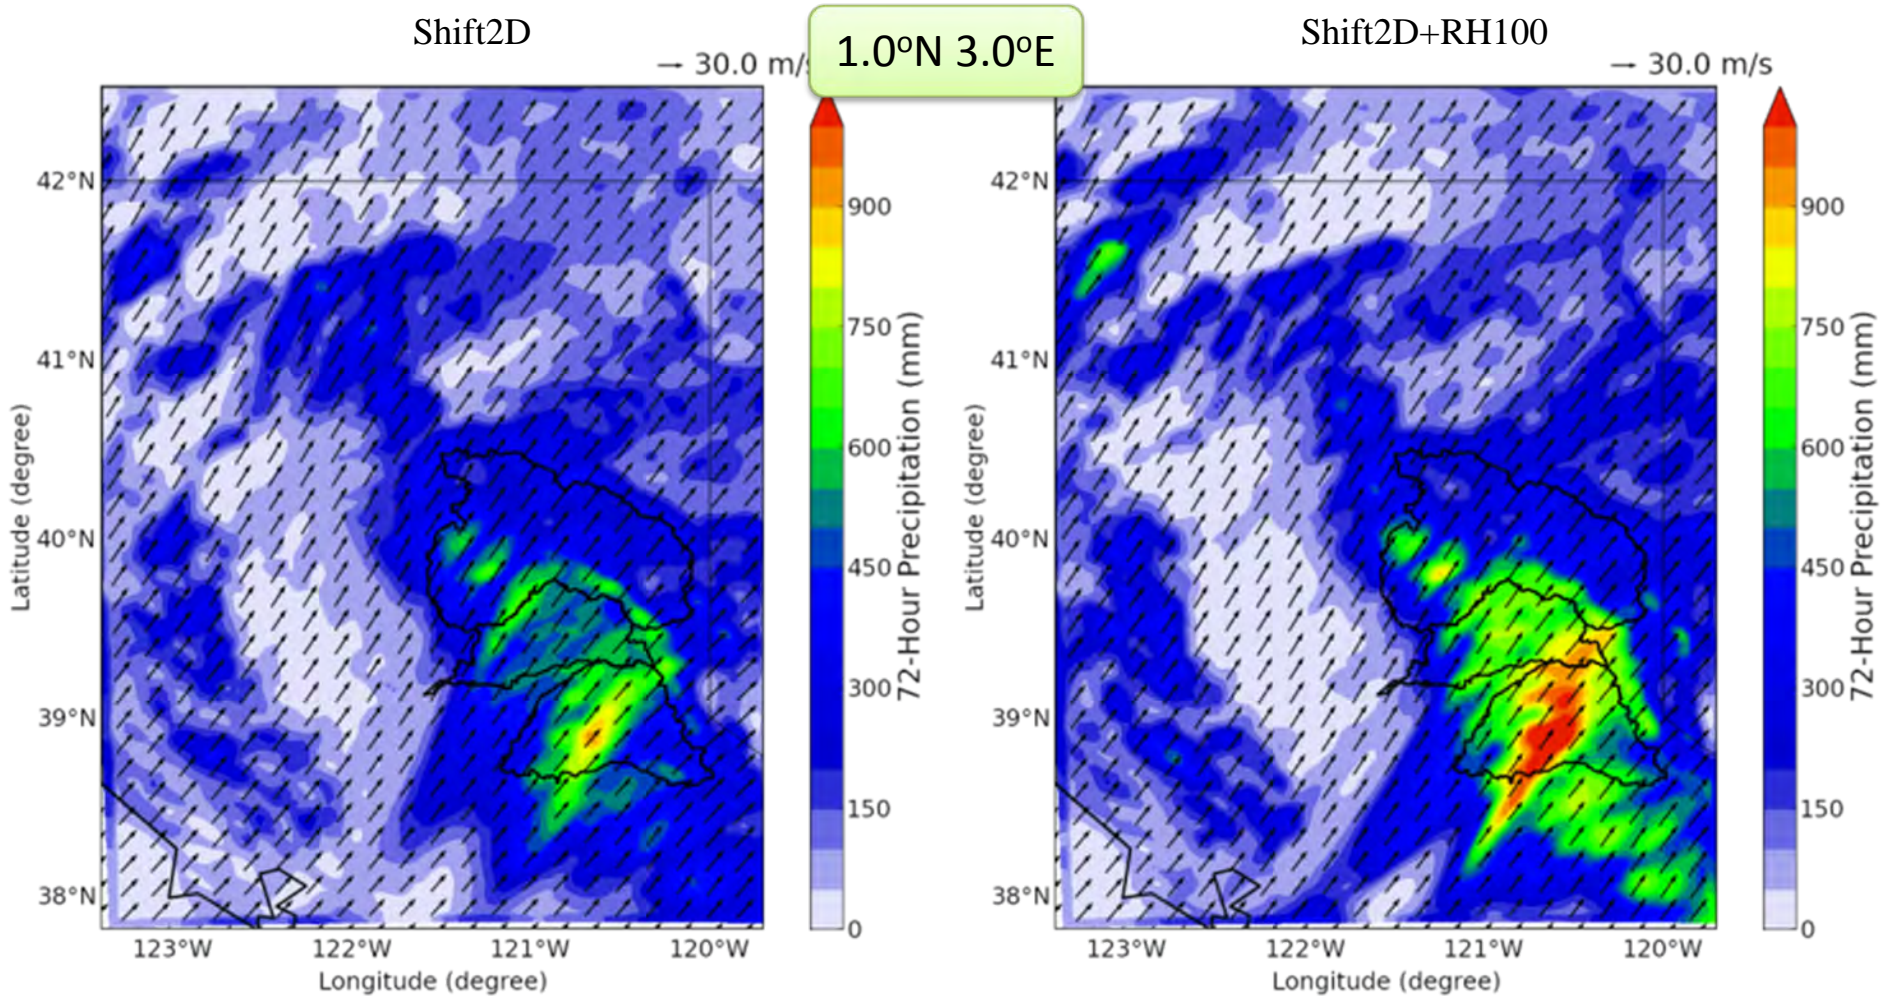 Shift2D
1.0ºN 3.0ºE
Shift2D+RH100
→ 30.0 m/s
→ 30.0 m/s
42°N
41°N
40°N
39°N
38°N
Latitude (degree)
123°W
122°W
121°W
120°W
Longitude (degree)
900
750
600
450
300
150
0
72-Hour Precipitation (mm)
42°N
41°N
40°N
39°N
38°N
Latitude (degree)
123°W
122°W
121°W
120°W
Longitude (degree)
900
750
600
450
300
150
0
72-Hour Precipitation (mm)